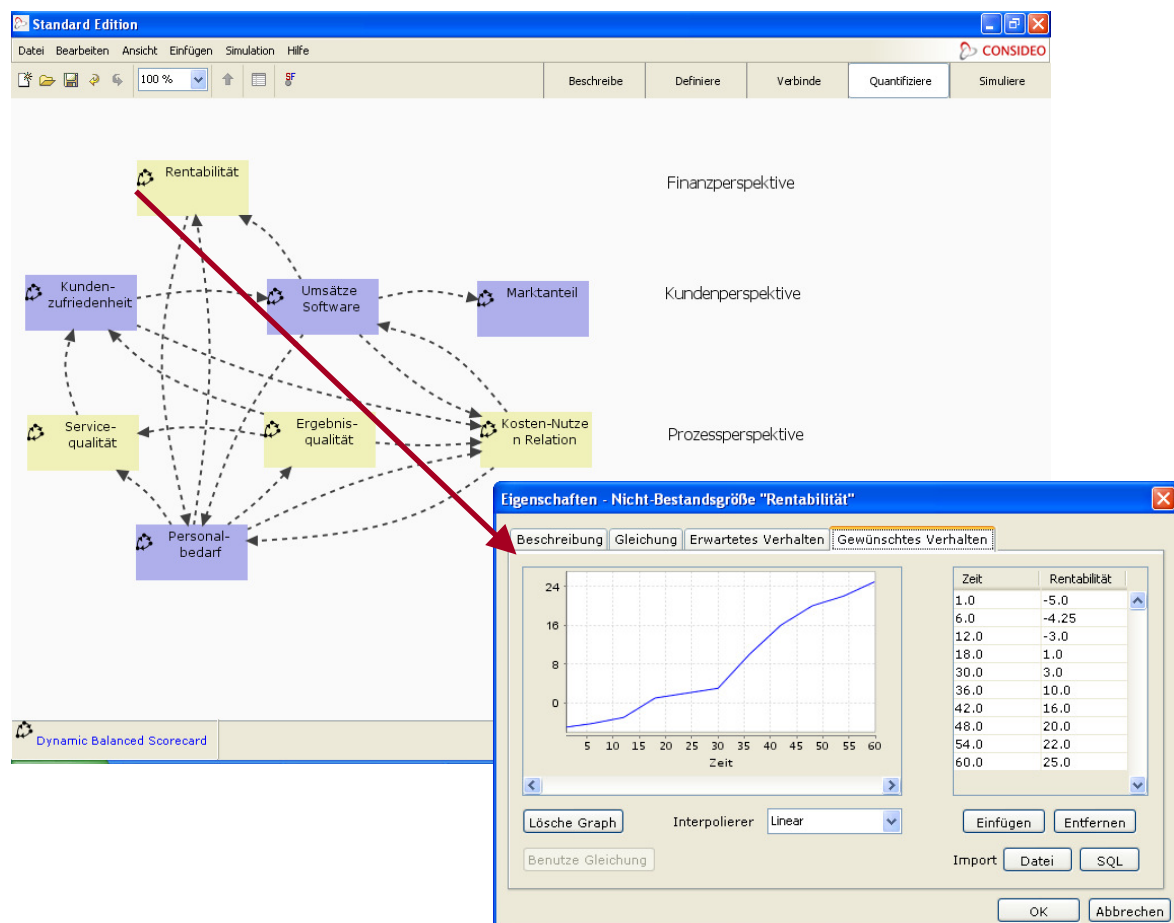 Standard Edition
Datei Bearbeiten Ansicht Einfügen Simulation Hilfe
CONSIDEO
100 %
SF
Beschreibe Definiere Verbinde Quantifiziere Simuliere
Rentabilität
Finanzperspektive
Kunden-
zufriedenheit
Umsätze
Software
Marktanteil
Kundenperspektive
Service-
qualität
Ergebnis-
qualität
Kosten-Nutze
n Relation
Prozessperspektive
Personal-
bedarf
Dynamic Balanced Scorecard
Eigenschaften - Nicht-Bestandsgröße "Rentabilität"
Beschreibung Gleichung Erwartetes Verhalten Gewünschtes Verhalten
24
16
8
0
5 10 15 20 25 30 35 40 45 50 55 60
Zeit
Zeit Rentabilität
1.0 -5.0
6.0 -4.25
12.0 -3.0
18.0 1.0
30.0 3.0
36.0 10.0
42.0 16.0
48.0 20.0
54.0 22.0
60.0 25.0
Lösche Graph Interpolierer Linear Einfügen Entfernen
Benutze Gleichung Import Datei SQL
OK Abbrechen